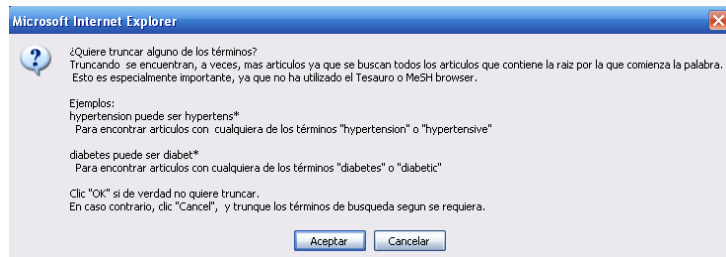 Microsoft Internet Explorer
¿Quiere truncar alguno de los términos?
Truncando se encuentran, a veces, mas articulos ya que se buscan todos los articulos que contiene la raiz por la que comienza la palabra.
Esto es especialmente importante, ya que no ha utilizado el Tesauro o MeSH browser.
Ejemplos:
hypertension puede ser hypertens*
Para encontrar articulos con cualquiera de los términos "hypertension" o "hypertensive"
diabetes puede ser diabet*
Para encontrar articulos con cualquiera de los términos "diabetes" o "diabetic"
Clic "OK" si de verdad no quiere truncar.
En caso contrario, clic "Cancel", y trunque los términos de busqueda segun se requiera.
Aceptar Cancelar